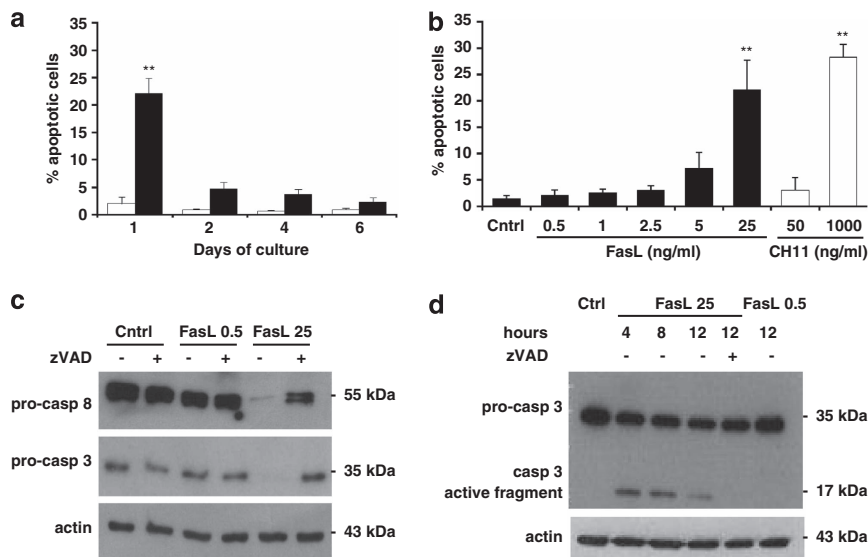 a
% apoptotic cells
35
30
25
20
15
10
5
0
**
1 2 4 6
Days of culture
b
% apoptotic cells
35
30
25
20
15
10
5
0
** **
Cntrl 0.5 1 2.5 5 25 50 1000
FasL (ng/ml) CH11 (ng/ml)
c
Cntrl FasL 0.5 FasL 25
zVAD - + - + - +
pro-casp 8 - 55 kDa
pro-casp 3 - 35 kDa
actin - 43 kDa
d
Ctrl FasL 25 FasL 0.5
hours 4 8 12 12 12
zVAD - - - + -
pro-casp 3 - 35 kDa
casp 3
active fragment - 17 kDa
actin - 43 kDa